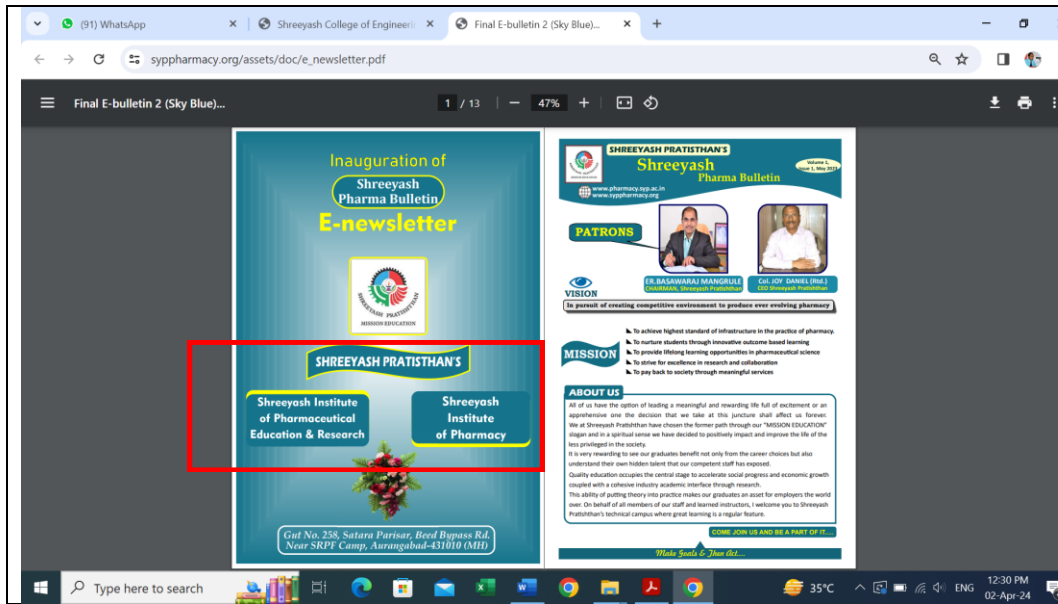 (91) WhatsApp
Shreeyash College of Engineerin
Final E-bulletin 2 (Sky Blue)...
syppharmacy.org/assets/doc/e_newsletter.pdf
Final E-bulletin 2 (Sky Blue)...
1 / 13
47%
Inauguration of
Shreeyash
Pharma Bulletin
E-newsletter
SHREEYASH PRATISTHAN
MISSION EDUCATION
SHREEYASH PRATISTHAN'S
Shreeyash Institute
of Pharmaceutical
Education & Research
Shreeyash
Institute
of Pharmacy
Gut No. 258, Satara Parisar, Beed Bypass Rd.
Near SRPF Camp, Aurangabad-431010 (MH)
SHREEYASH PRATISTHAN'S
Shreeyash
Pharma Bulletin
Volume 1,
Issue 1, May 2023
www.pharmacy.syp.ac.in
www.syppharmacy.org
PATRONS
ER.BASAWARAJ MANGRULE
CHAIRMAN, Shreeyash Pratishthan
Col. JOY DANIEL (Rtd.)
CEO Shreeyash Pratishthan
VISION
In pursuit of creating competitive environment to produce ever evolving pharmacy
MISSION
To achieve highest standard of infrastructure in the practice of pharmacy.
To nurture students through innovative outcome based learning
To provide lifelong learning opportunities in pharmaceutical science
To strive for excellence in research and collaboration
To pay back to society through meaningful services
ABOUT US
All of us have the option of leading a meaningful and rewarding life full of excitement or an
apprehensive one the decision that we take at this juncture shall affect us forever.
We at Shreeyash Pratishthan have chosen the former path through our "MISSION EDUCATION"
slogan and in a spiritual sense we have decided to positively impact and improve the life of the
less privileged in the society.
It is very rewarding to see our graduates benefit not only from the career choices but also
understand their own hidden talent that our competent staff has exposed.
Quality education occupies the central stage to accelerate social progress and economic growth
coupled with a cohesive industry academic interface through research.
This ability of putting theory into practice makes our graduates an asset for employers the world
over. On behalf of all members of our staff and learned instructors, I welcome you to Shreeyash
Pratishthan's technical campus where great learning is a regular feature.
COME JOIN US AND BE A PART OF IT....
Make Goals & Then Act....
Type here to search
35°C
ENG
12:30 PM
02-Apr-24